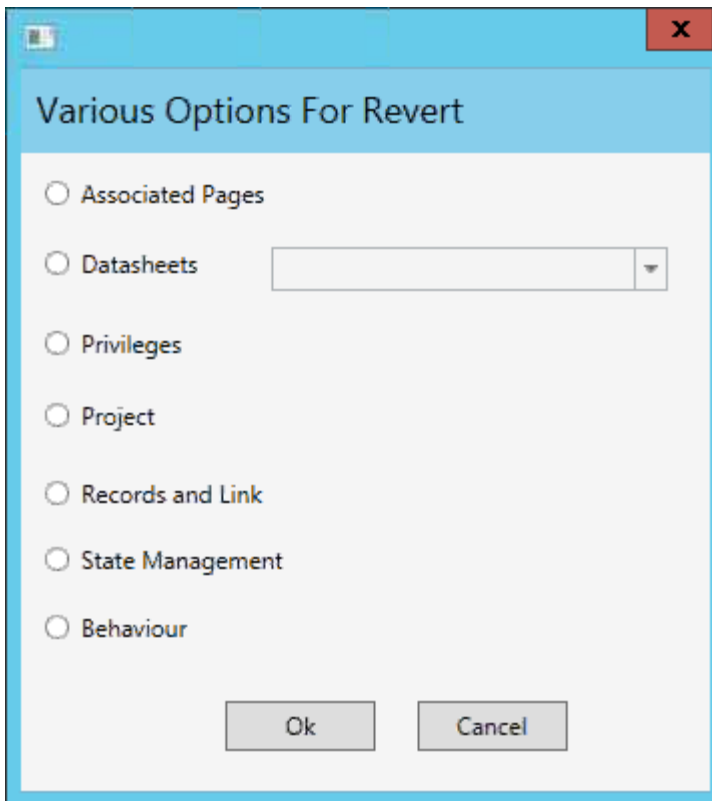 x
Various Options For Revert
Associated Pages
Datasheets
Privileges
Project
Records and Link
State Management
Behaviour
Ok
Cancel